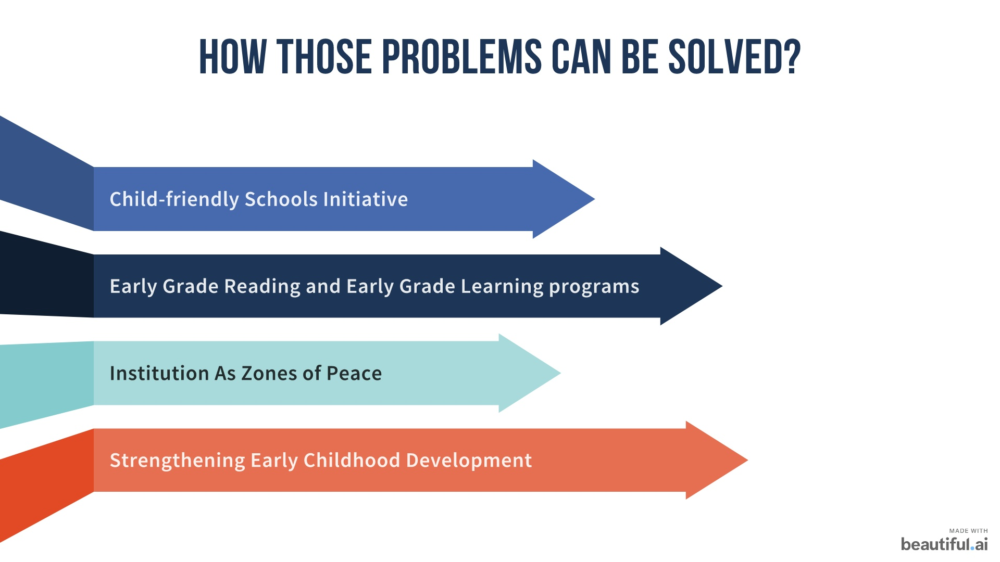 HOW THOSE PROBLEMS CAN BE SOLVED?
Child-friendly Schools Initiative
Early Grade Reading and Early Grade Learning programs
Institution As Zones of Peace
Strengthening Early Childhood Development
MADE WITH
beautiful.ai